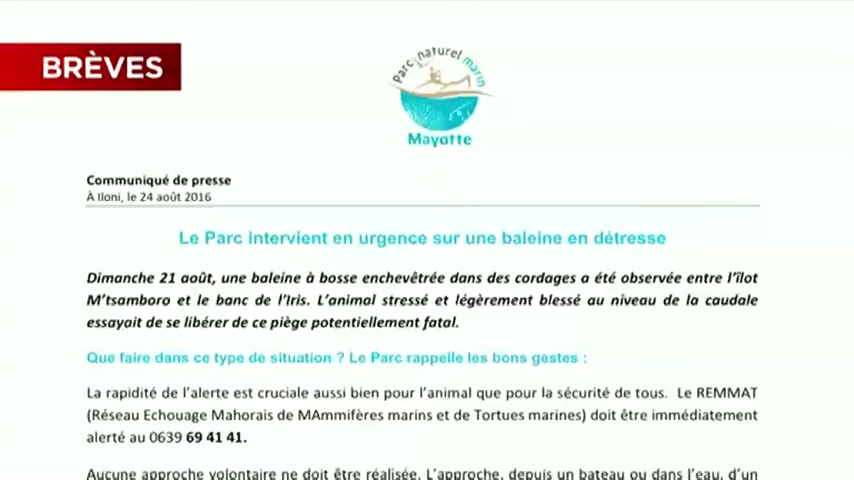 BRÈVES
Parc naturel marin
Mayotte
Communiqué de presse
À Iloni, le 24 août 2016
Le Parc intervient en urgence sur une baleine en détresse
Dimanche 21 août, une baleine à bosse enchevêtrée dans des cordages a été observée entre l'îlot
M'tsamboro et le banc de l'Iris. L'animal stressé et légèrement blessé au niveau de la caudale
essayait de se libérer de ce piège potentiellement fatal.
Que faire dans ce type de situation ? Le Parc rappelle les bons gestes :
La rapidité de l'alerte est cruciale aussi bien pour l'animal que pour la sécurité de tous. Le REMMAT
(Réseau Echouage Mahorais de MAmmifères marins et de Tortues marines) doit être immédiatement
alerté au 0639 69 41 41.
Aucune approche volontaire ne doit être réalisée. L'approche, depuis un bateau ou dans l'eau, d'un